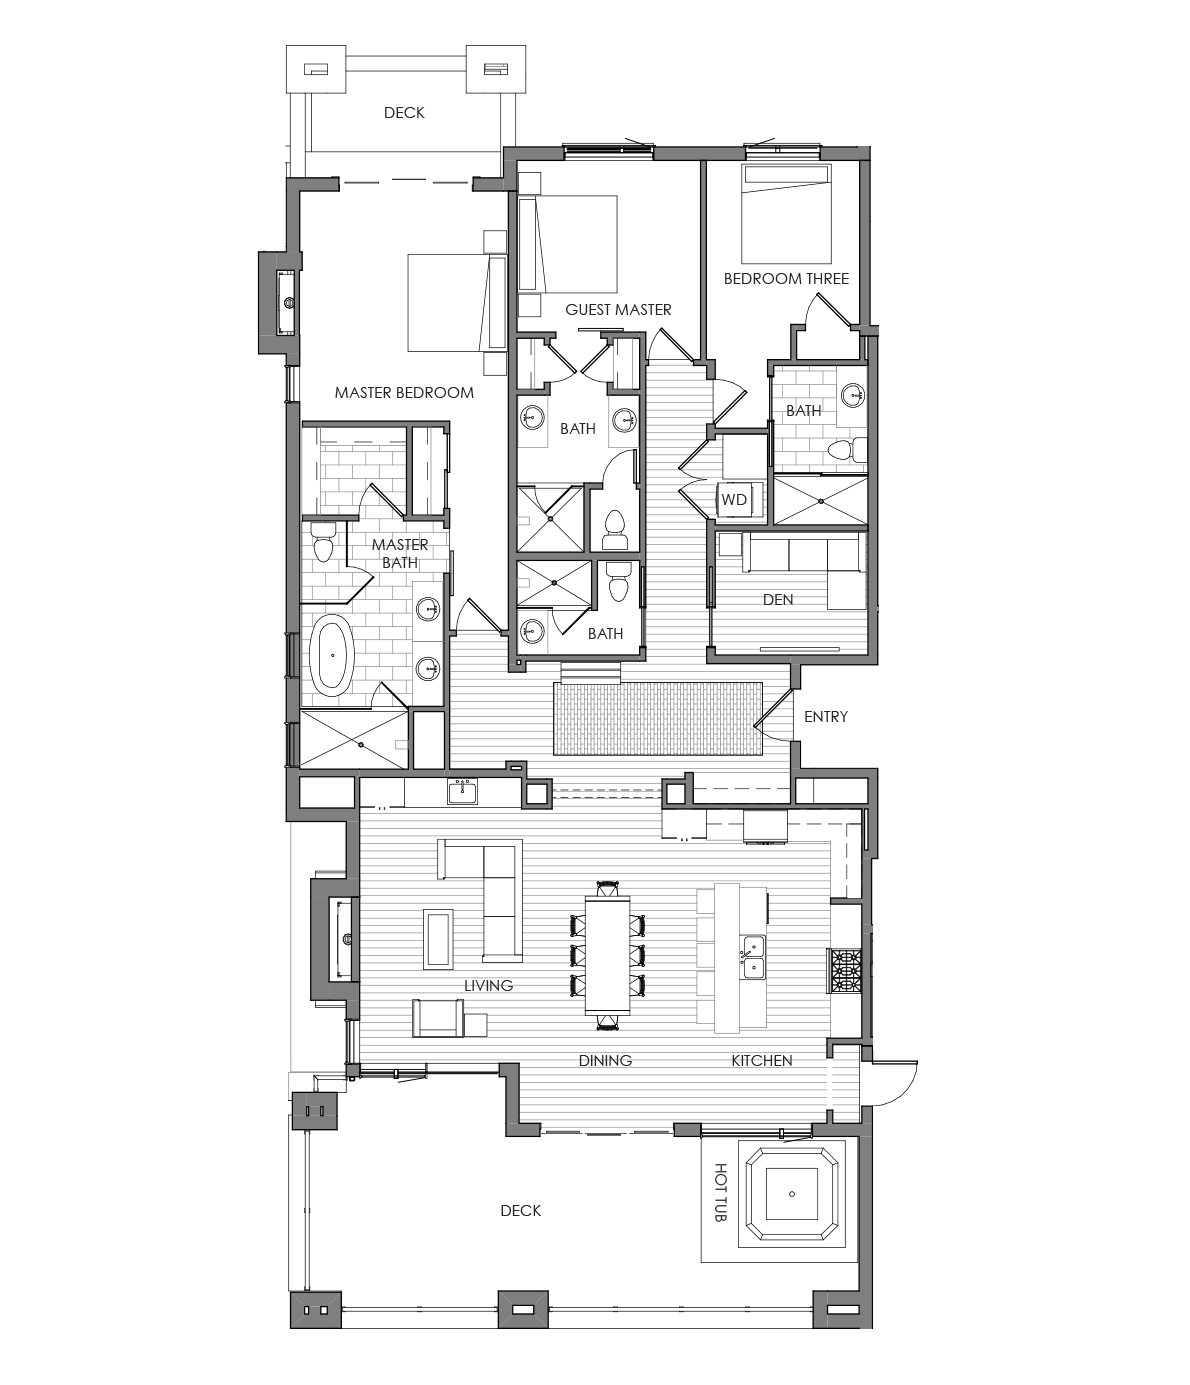 DECK
BEDROOM THREE
GUEST MASTER
MASTER BEDROOM
BATH
BATH
WD
MASTER
BATH
DEN
BATH
ENTRY
LIVING
DINING
KITCHEN
HOT TUB
DECK